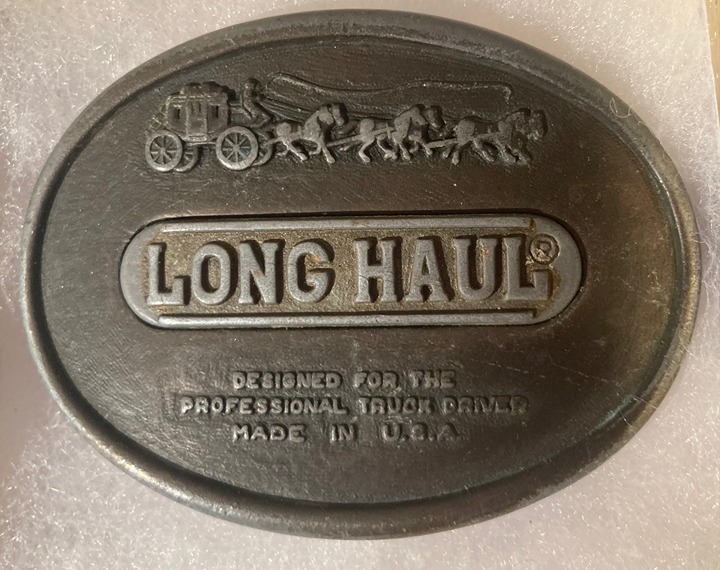 LONG HAUL®
DESIGNED FOR THE
PROFESSIONAL TRUCK DRIVER
MADE IN U.S.A.